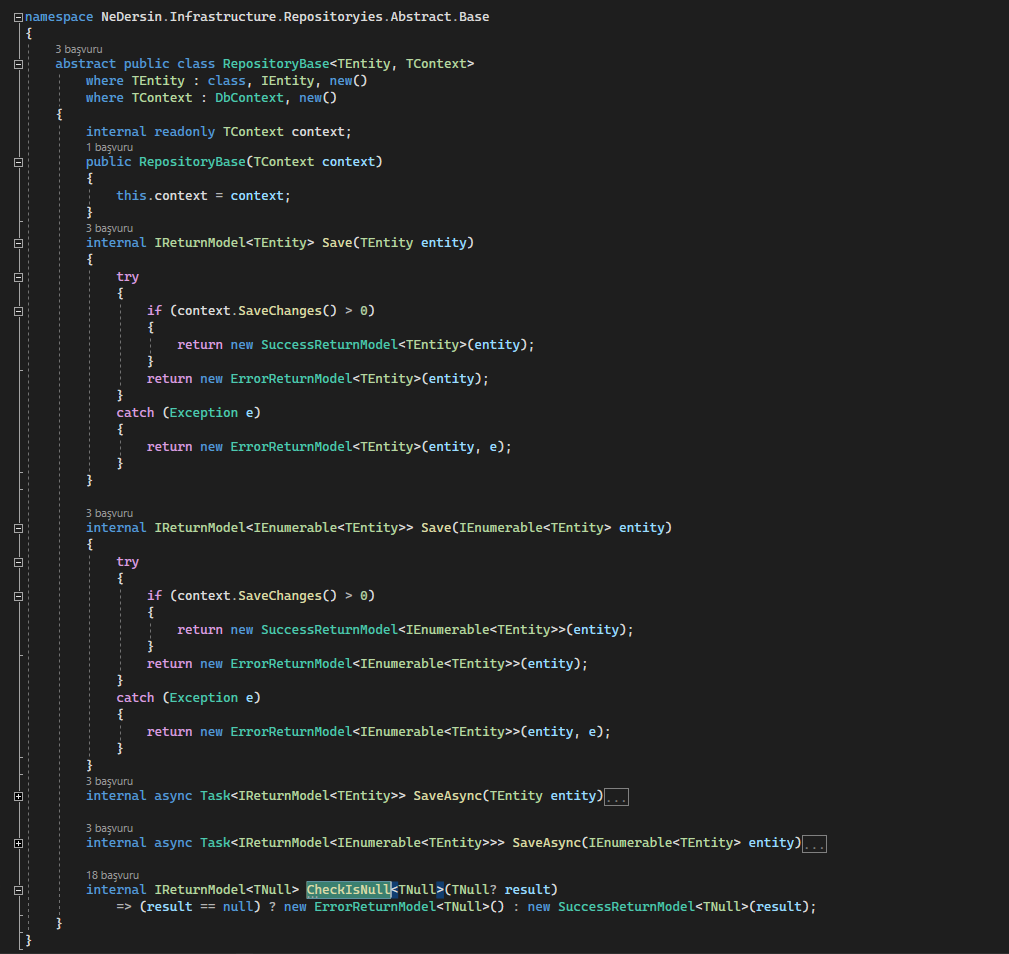 namespace NeDersin.Infrastructure.Repositoryies.Abstract.Base
{
3 başvuru
abstract public class RepositoryBase<TEntity, TContext>
where TEntity : class, IEntity, new()
where TContext : DbContext, new()
{
internal readonly TContext context;
1 başvuru
public RepositoryBase(TContext context)
{
this.context = context;
}
3 başvuru
internal IReturnModel<TEntity> Save(TEntity entity)
{
try
{
if (context.SaveChanges() > 0)
{
return new SuccessReturnModel<TEntity>(entity);
}
return new ErrorReturnModel<TEntity>(entity);
}
catch (Exception e)
{
return new ErrorReturnModel<TEntity>(entity, e);
}
}
3 başvuru
internal IReturnModel<IEnumerable<TEntity>> Save(IEnumerable<TEntity> entity)
{
try
{
if (context.SaveChanges() > 0)
{
return new SuccessReturnModel<IEnumerable<TEntity>>(entity);
}
return new ErrorReturnModel<IEnumerable<TEntity>>(entity);
}
catch (Exception e)
{
return new ErrorReturnModel<IEnumerable<TEntity>>(entity, e);
}
}
3 başvuru
internal async Task<IReturnModel<TEntity>> SaveAsync(TEntity entity)...
3 başvuru
internal async Task<IReturnModel<IEnumerable<TEntity>>> SaveAsync(IEnumerable<TEntity> entity)...
18 başvuru
internal IReturnModel<TNull> CheckIsNull<TNull>(TNull? result)
=> (result == null) ? new ErrorReturnModel<TNull>() : new SuccessReturnModel<TNull>(result);
}
}